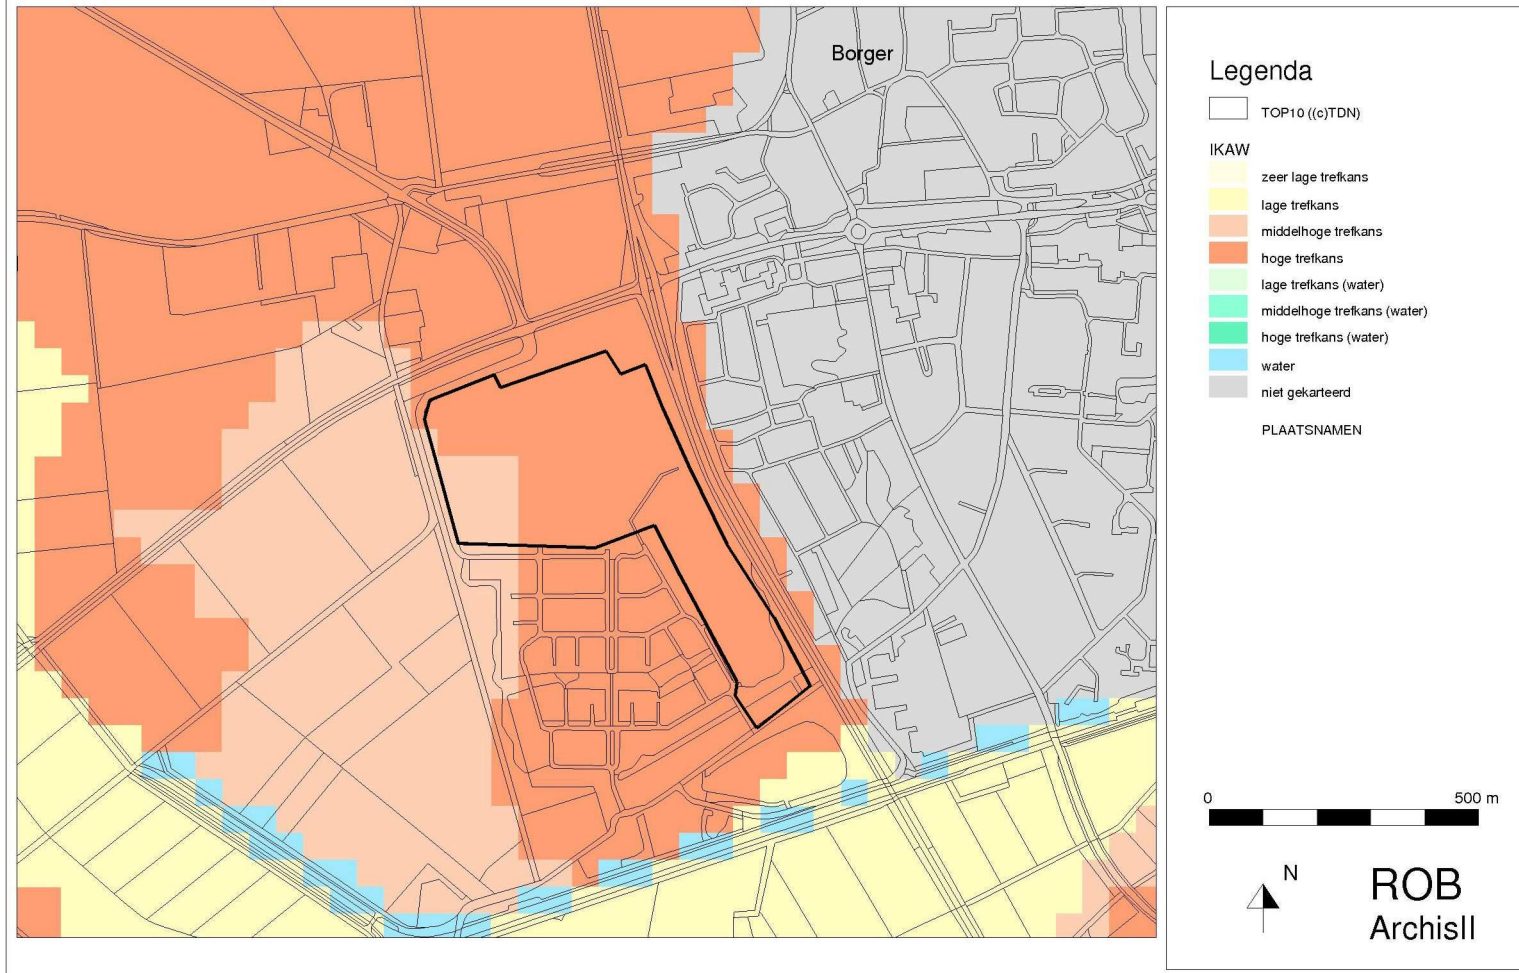 Borger
Legenda
TOP10 ((c)TDN)
IKAW
zeer lage trefkans
lage trefkans
middelhoge trefkans
hoge trefkans
lage trefkans (water)
middelhoge trefkans (water)
hoge trefkans (water)
water
niet gekarteerd
PLAATSNAMEN
0 500 m
N
ROB
ArchisII